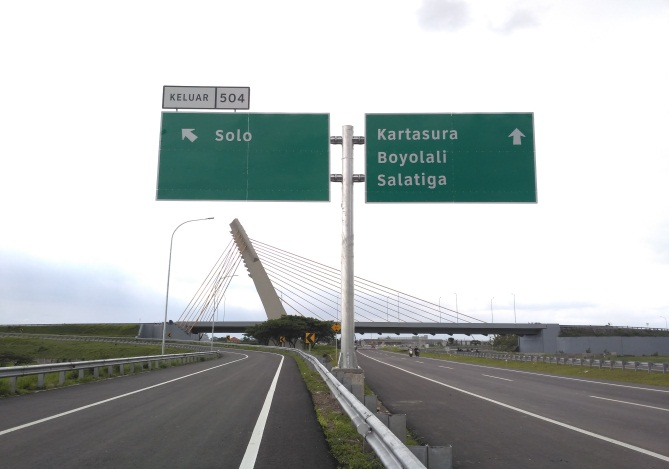 KELUAR 504
Solo
Kartasura
Boyolali
Salatiga